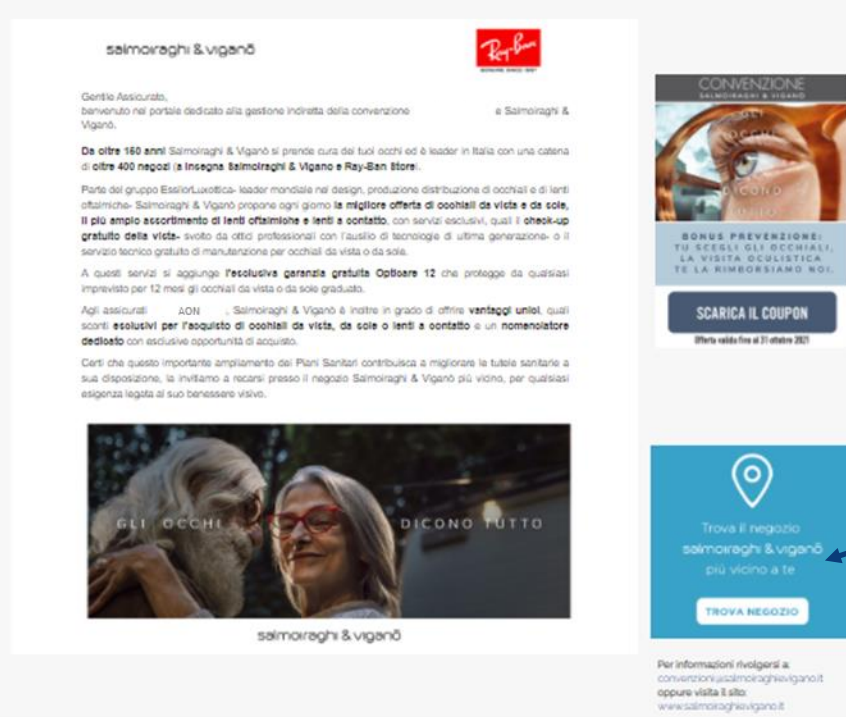 salmoiraghi & viganò
Ray-Ban
GENUINE SINCE 1937
Gentile Assicurato,
benvenuto nel portale dedicato alla gestione indiretta della convenzione e Salmoiraghi &
Viganò.
Da oltre 160 anni Salmoiraghi & Viganò si prende cura dei tuoi occhi ed è leader in Italia con una catena
di oltre 400 negozi (a insegna Salmoiraghi & Vigano e Ray-Ban Store).
Parte del gruppo EssilorLuxottica- leader mondiale nel design, produzione distribuzione di occhiali e di lenti
oftalmiche- Salmoiraghi & Viganò propone ogni giorno la migliore offerta di occhiali da vista e da sole,
il più ampio assortimento di lenti oftalmiche e lenti a contatto, con servizi esclusivi, quali il check-up
gratuito della vista- svolto da ottici professionali con l'ausilio di tecnologie di ultima generazione- o il
servizio tecnico gratuito di manutenzione per occhiali da vista o da sole.
A questi servizi si aggiunge l'esclusiva garanzia gratuita Opticare 12 che protegge da qualsiasi
imprevisto per 12 mesi gli occhiali da vista o da sole graduato.
Agli assicurati AON , Salmoiraghi & Viganò è inoltre in grado di offrire vantaggi unici, quali
sconti esclusivi per l'acquisto di occhiali da vista, da sole o lenti a contatto e un nomenclatore
dedicato con esclusive opportunità di acquisto.
Certi che questo importante ampliamento dei Piani Sanitari contribuisca a migliorare le tutele sanitarie a
sua disposizione, la invitiamo a recarsi presso il negozio Salmoiraghi & Viganò più vicino, per qualsiasi
esigenza legata al suo benessere visivo.
GLI OCCHI DICONO TUTTO
salmoiraghi & viganò
CONVENZIONE
SALMOIRAGHI & VIGANÒ
GLI
OCCHI
DICONO
TUTTO
BONUS PREVENZIONE:
TU SCEGLI GLI OCCHIALI,
LA VISITA OCULISTICA
TE LA RIMBORSIAMO NOI.
SCARICA IL COUPON
Offerta valida fino al 31 ottobre 2021
Trova il negozio
salmoiraghi & viganò
più vicino a te
TROVA NEGOZIO
Per informazioni rivolgersi a:
convenzioni@salmoiraghievigano.it
oppure visita il sito:
www.salmoiraghievigano.it